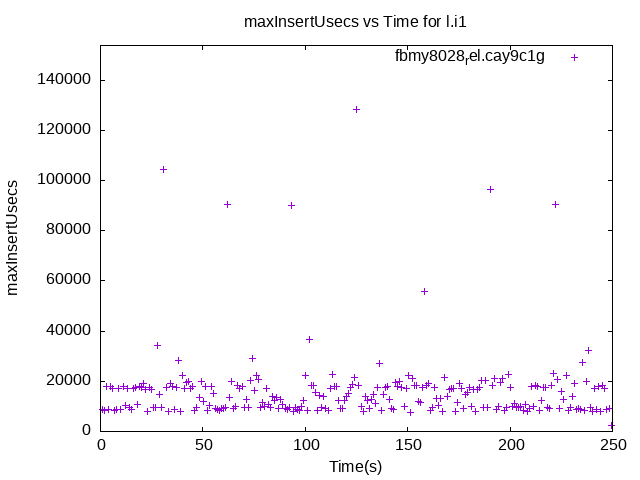 maxInsertUsecs vs Time for l.i1
fbmy8028rel.cay9c1g
140000
120000
100000
80000
60000
40000
20000
0
maxInsertUsecs
0 50 100 150 200 250
Time(s)